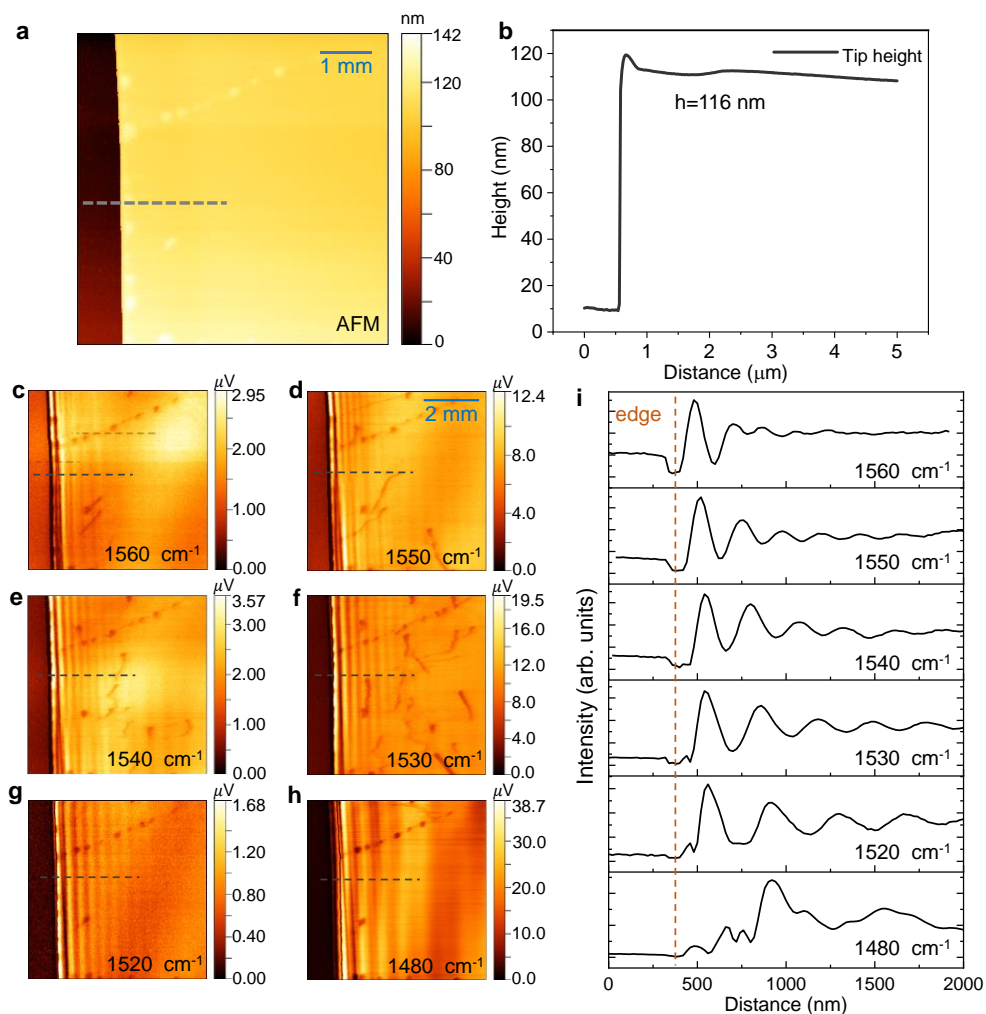 a
nm
142
120
80
40
0
1 mm
AFM
b
Tip height
h=116 nm
Height (nm)
120
110
100
90
80
70
60
50
40
30
20
10
0
0 1 2 3 4 5
Distance (μm)
c
μV
2.95
2.00
1.00
0.00
1560 cm-1
d
2 mm
μV
12.4
8.0
4.0
0.0
1550 cm-1
e
μV
3.57
3.00
2.00
1.00
0.00
1540 cm-1
f
μV
19.5
16.0
12.0
8.0
4.0
0.0
1530 cm-1
g
μV
1.68
1.20
0.80
0.40
0.00
1520 cm-1
h
μV
38.7
30.0
20.0
10.0
0.0
1480 cm-1
i
edge
1560 cm-1
1550 cm-1
1540 cm-1
1530 cm-1
1520 cm-1
1480 cm-1
Intensity (arb. units)
0 500 1000 1500 2000
Distance (nm)